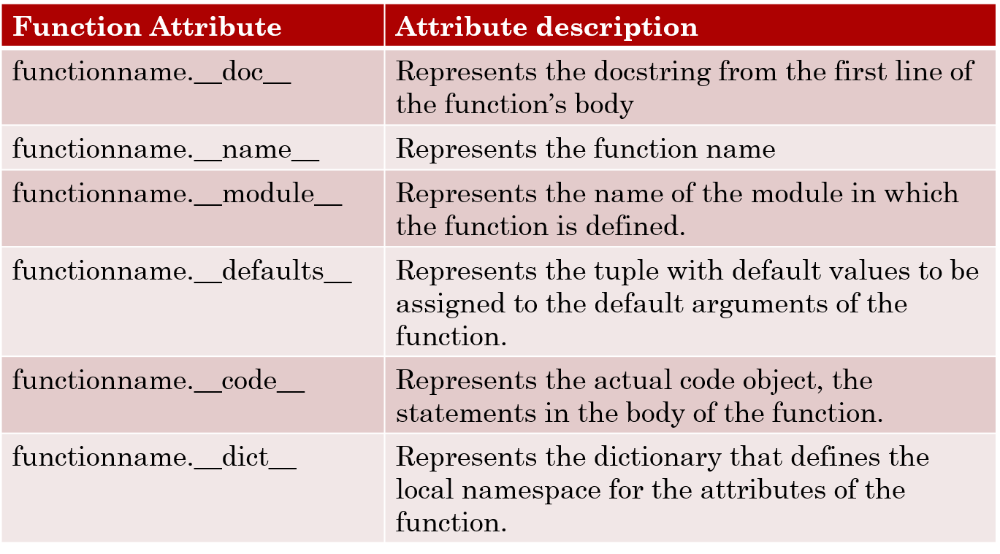 Function Attribute
Attribute description
functionname.__doc__
Represents the docstring from the first line of
the function’s body
functionname.__name__
Represents the function name
functionname.__module__
Represents the name of the module in which
the function is defined.
functionname.__defaults__
Represents the tuple with default values to be
assigned to the default arguments of the
function.
functionname.__code__
Represents the actual code object, the
statements in the body of the function.
functionname.__dict__
Represents the dictionary that defines the
local namespace for the attributes of the
function.